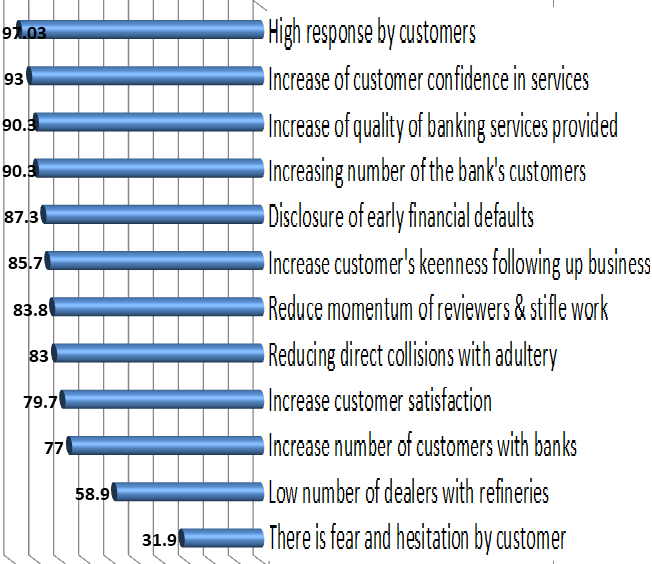 97.03 High response by customers
93 Increase of customer confidence in services
90.3 Increase of quality of banking services provided
90.3 Increasing number of the bank's customers
87.3 Disclosure of early financial defaults
85.7 Increase customer's keenness following up business
83.8 Reduce momentum of reviewers & stifle work
83 Reducing direct collisions with adultery
79.7 Increase customer satisfaction
77 Increase number of customers with banks
58.9 Low number of dealers with refineries
31.9 There is fear and hesitation by customer